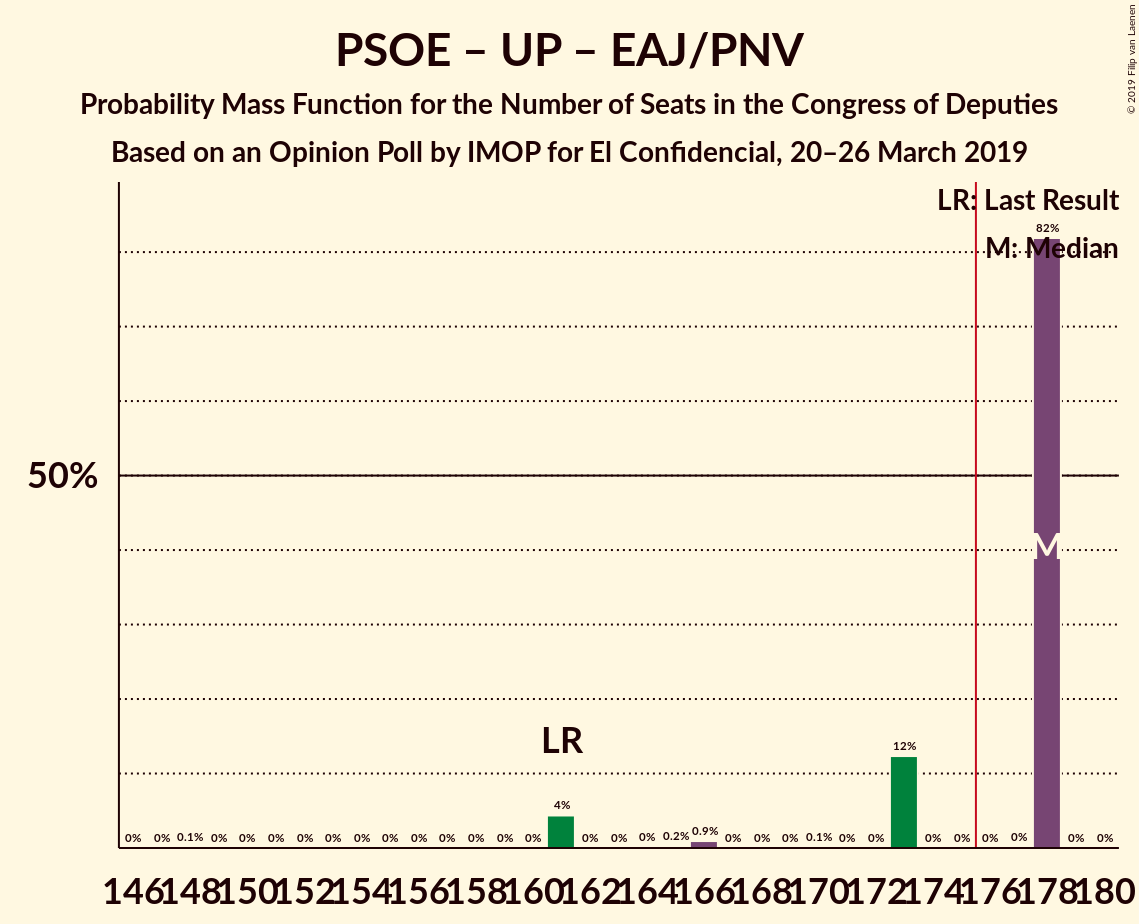 PSOE – UP – EAJ/PNV
Probability Mass Function for the Number of Seats in the Congress of Deputies
Based on an Opinion Poll by IMOP for El Confidencial, 20–26 March 2019
© 2019 Filip van Laenen
LR: Last Result
M: Median
82%
50%
M
LR
12%
4%
0% 0% 0.1% 0% 0% 0% 0% 0% 0% 0% 0% 0% 0% 0% 0% 0% 0% 0% 0.2% 0.9% 0% 0% 0% 0.1% 0% 0% 0% 0% 0% 0% 0% 0%
146 148 150 152 154 156 158 160 162 164 166 168 170 172 174 176 178 180